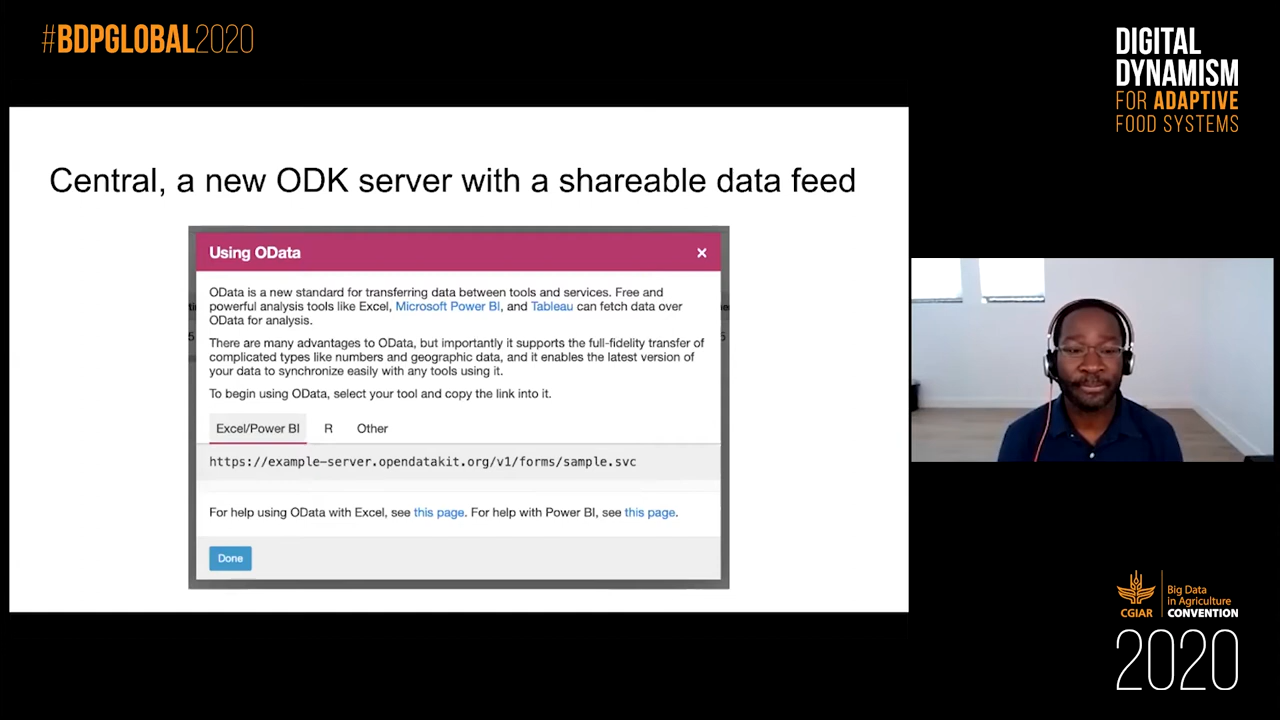 #BDPGLOBAL2020
DIGITAL
DYNAMISM
FOR ADAPTIVE
FOOD SYSTEMS
Central, a new ODK server with a shareable data feed
Using OData
×
OData is a new standard for transferring data between tools and services. Free and
powerful analysis tools like Excel, Microsoft Power BI, and Tableau can fetch data over
OData for analysis.
There are many advantages to OData, but importantly it supports the full-fidelity transfer of
complicated types like numbers and geographic data, and it enables the latest version of
your data to synchronize easily with any tools using it.
To begin using OData, select your tool and copy the link into it.
Excel/Power BI R Other
https://example-server.opendatakit.org/v1/forms/sample.svc
For help using OData with Excel, see this page. For help with Power BI, see this page.
Done
CGIAR
Big Data
in Agriculture
CONVENTION
2020